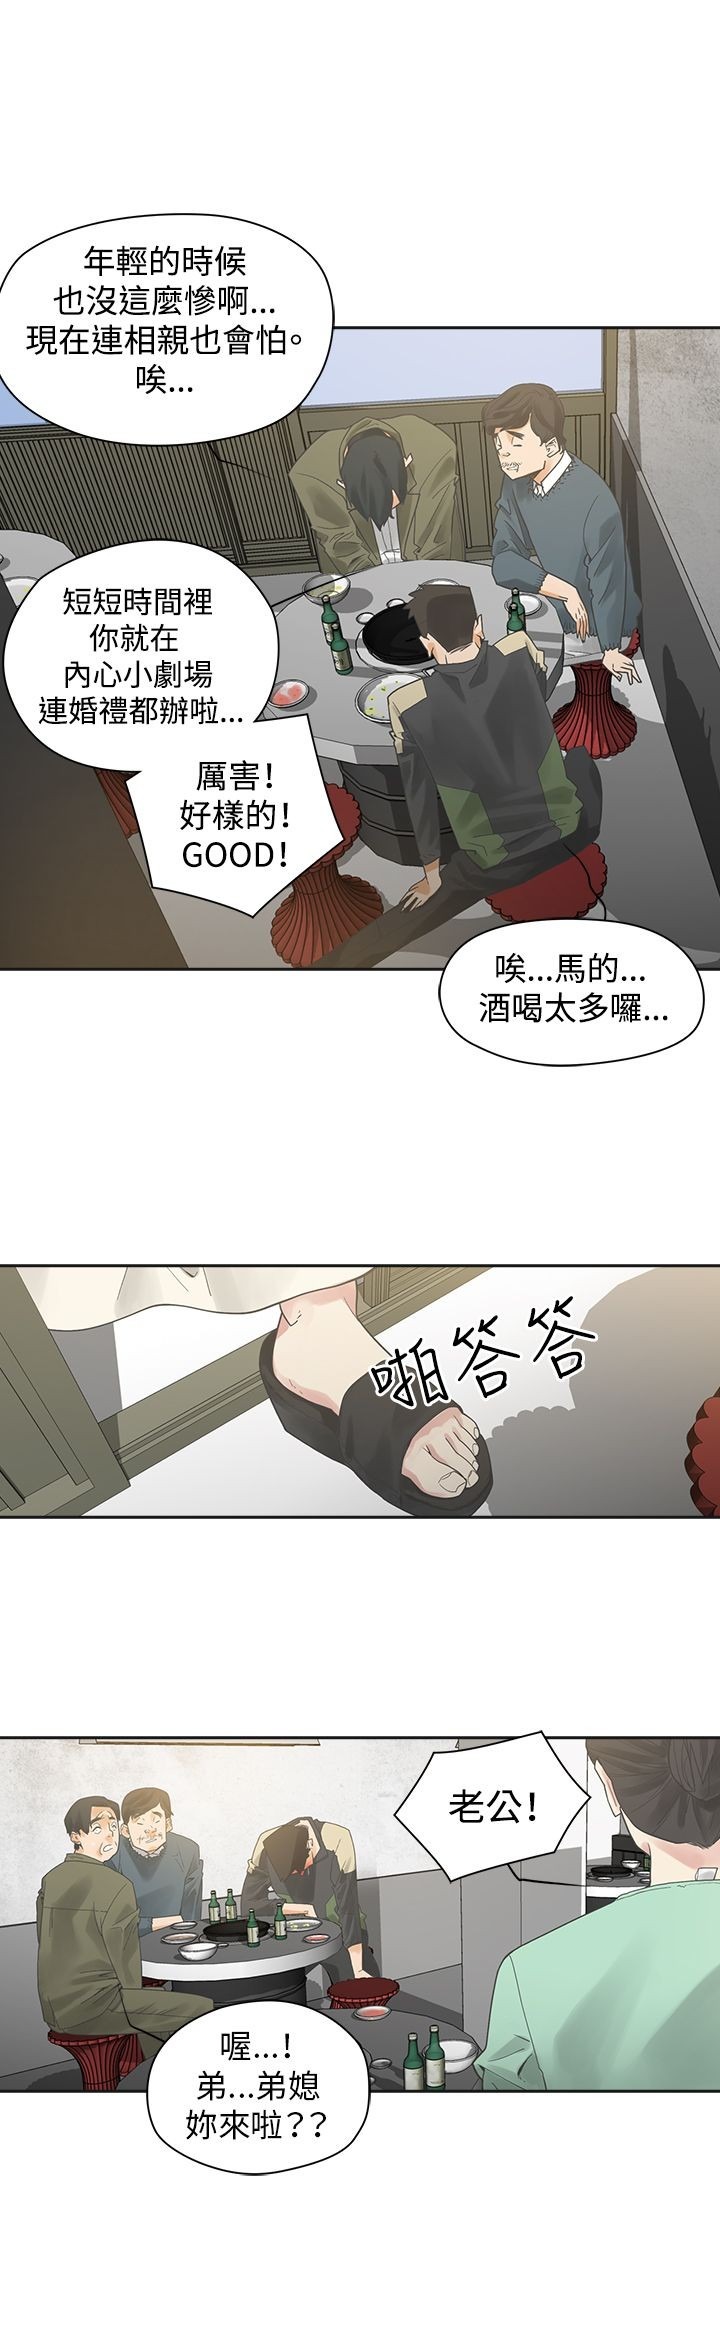 年輕的時候
也沒這麼慘啊...
現在連相親也會怕。
唉...
短短時間裡
你就在
內心小劇場
連婚禮都辦啦...
厲害！
好樣的！
GOOD！
唉...馬的...
酒喝太多囉...
啪答答
老公！
喔...！
弟...弟媳
妳來啦？？